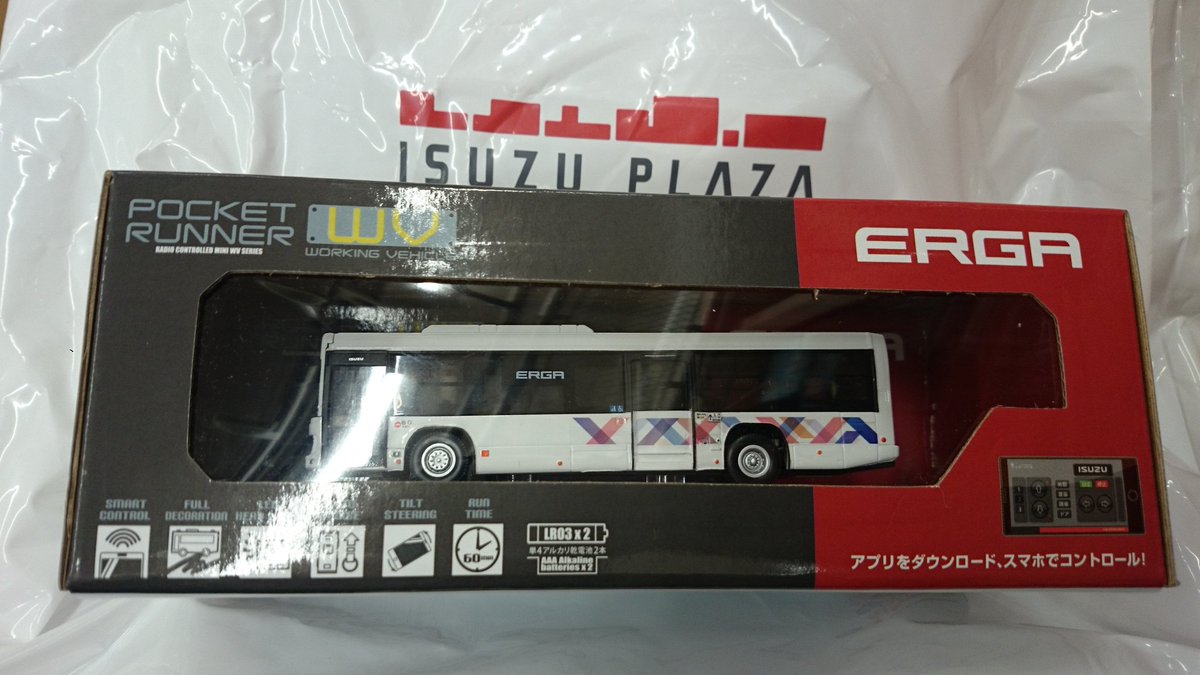 ISUZU PLAZA
POCKET
RUNNER
RADIO CONTROLLED MINI WV SERIES
WV
WORKING VEHICLE
ERGA
ISUZU
ERGA
SMART
CONTROL
FULL
DECORATION
TILT
STEERING
RUN
TIME
60
LR03 x 2
単4アルカリ乾電池2本
AAA Alkaline
batteries x 2
ISUZU
アプリをダウンロード、スマホでコントロール!